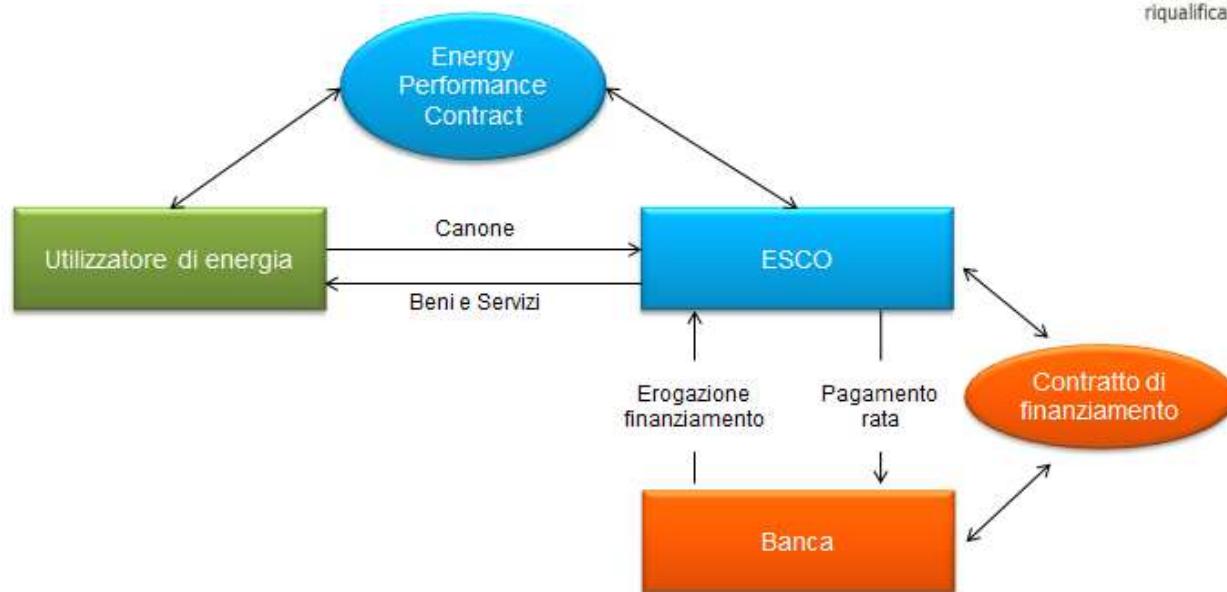 riqualifica
Energy
Performance
Contract
Utilizzatore di energia
Canone
Beni e Servizi
ESCO
Erogazione
finanziamento
Pagamento
rata
Contratto di
finanziamento
Banca